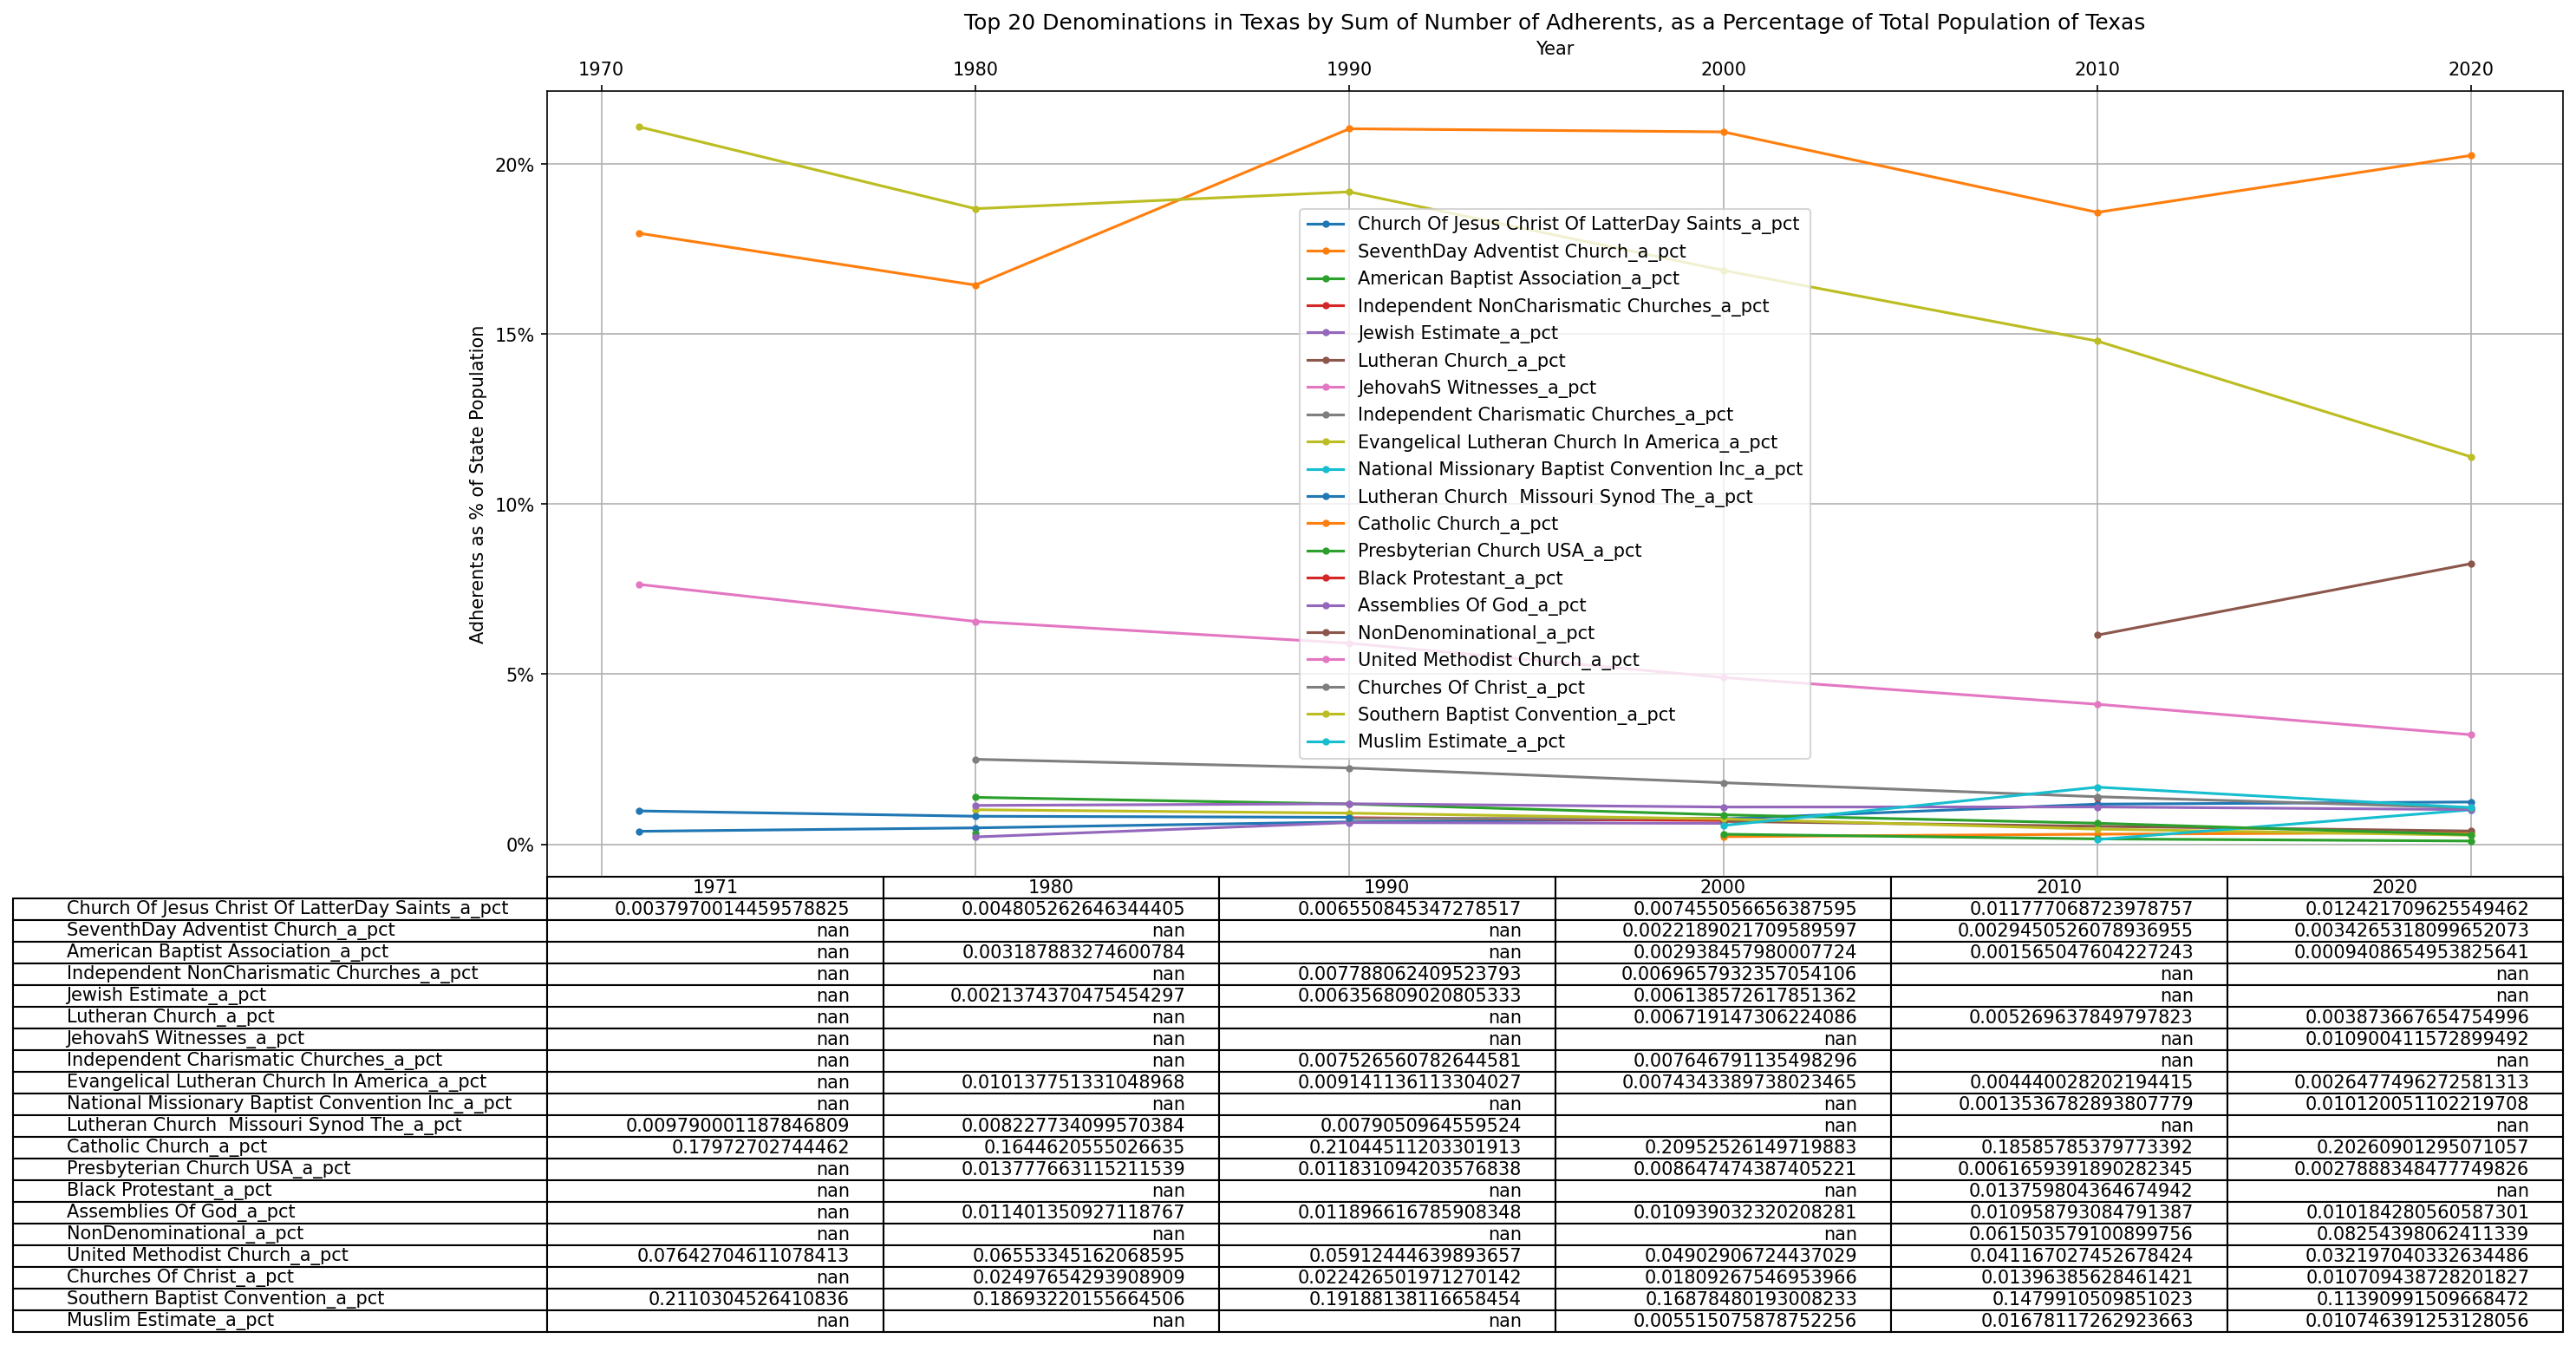 Top 20 Denominations in Texas by Sum of Number of Adherents, as a Percentage of Total Population of Texas
Year
1970 1980 1990 2000 2010 2020
20%
15%
10%
5%
0%
Adherents as % of State Population
Church Of Jesus Christ Of LatterDay Saints_a_pct
SeventhDay Adventist Church_a_pct
American Baptist Association_a_pct
Independent NonCharismatic Churches_a_pct
Jewish Estimate_a_pct
Lutheran Church_a_pct
JehovahS Witnesses_a_pct
Independent Charismatic Churches_a_pct
Evangelical Lutheran Church In America_a_pct
National Missionary Baptist Convention Inc_a_pct
Lutheran Church  Missouri Synod The_a_pct
Catholic Church_a_pct
Presbyterian Church USA_a_pct
Black Protestant_a_pct
Assemblies Of God_a_pct
NonDenominational_a_pct
United Methodist Church_a_pct
Churches Of Christ_a_pct
Southern Baptist Convention_a_pct
Muslim Estimate_a_pct
1971 1980 1990 2000 2010 2020
Church Of Jesus Christ Of LatterDay Saints_a_pct 0.0037970014459578825 0.004805262646344405 0.006550845347278517 0.007455056656387595 0.011777068723978757 0.012421709625549462
SeventhDay Adventist Church_a_pct nan nan nan 0.0022189021709589597 0.0029450526078936955 0.0034265318099652073
American Baptist Association_a_pct nan 0.003187883274600784 nan 0.002938457980007724 0.001565047604227243 0.0009408654953825641
Independent NonCharismatic Churches_a_pct nan nan 0.007788062409523793 0.0069657932357054106 nan nan
Jewish Estimate_a_pct nan 0.0021374370475454297 0.006356809020805333 0.006138572617851362 nan nan
Lutheran Church_a_pct nan nan nan 0.006719147306224086 0.005269637849797823 0.003873667654754996
JehovahS Witnesses_a_pct nan nan nan nan nan 0.010900411572899492
Independent Charismatic Churches_a_pct nan nan 0.007526560782644581 0.007646791135498296 nan nan
Evangelical Lutheran Church In America_a_pct nan 0.010137751331048968 0.009141136113304027 0.0074343389738023465 0.004440028202194415 0.0026477496272581313
National Missionary Baptist Convention Inc_a_pct nan nan nan nan 0.0013536782893807779 0.010120051102219708
Lutheran Church  Missouri Synod The_a_pct 0.009790001187846809 0.008227734099570384 0.0079050964559524 nan nan nan
Catholic Church_a_pct 0.17972702744462 0.1644620555026635 0.21044511203301913 0.20952526149719883 0.18585785379773392 0.20260901295071057
Presbyterian Church USA_a_pct nan 0.013777663115211539 0.011831094203576838 0.008647474387405221 0.0061659391890282345 0.0027888348477749826
Black Protestant_a_pct nan nan nan nan 0.013759804364674942 nan
Assemblies Of God_a_pct nan 0.011401350927118767 0.011896616785908348 0.010939032320208281 0.010958793084791387 0.010184280560587301
NonDenominational_a_pct nan nan nan nan 0.061503579100899756 0.08254398062411339
United Methodist Church_a_pct 0.07642704611078413 0.06553345162068595 0.05912444639893657 0.04902906724437029 0.041167027452678424 0.032197040332634486
Churches Of Christ_a_pct nan 0.02497654293908909 0.022426501971270142 0.01809267546953966 0.01396385628461421 0.010709438728201827
Southern Baptist Convention_a_pct 0.2110304526410836 0.18693220155664506 0.19188138116658454 0.16878480193008233 0.1479910509851023 0.11390991509668472
Muslim Estimate_a_pct nan nan nan 0.005515075878752256 0.01678117262923663 0.010746391253128056